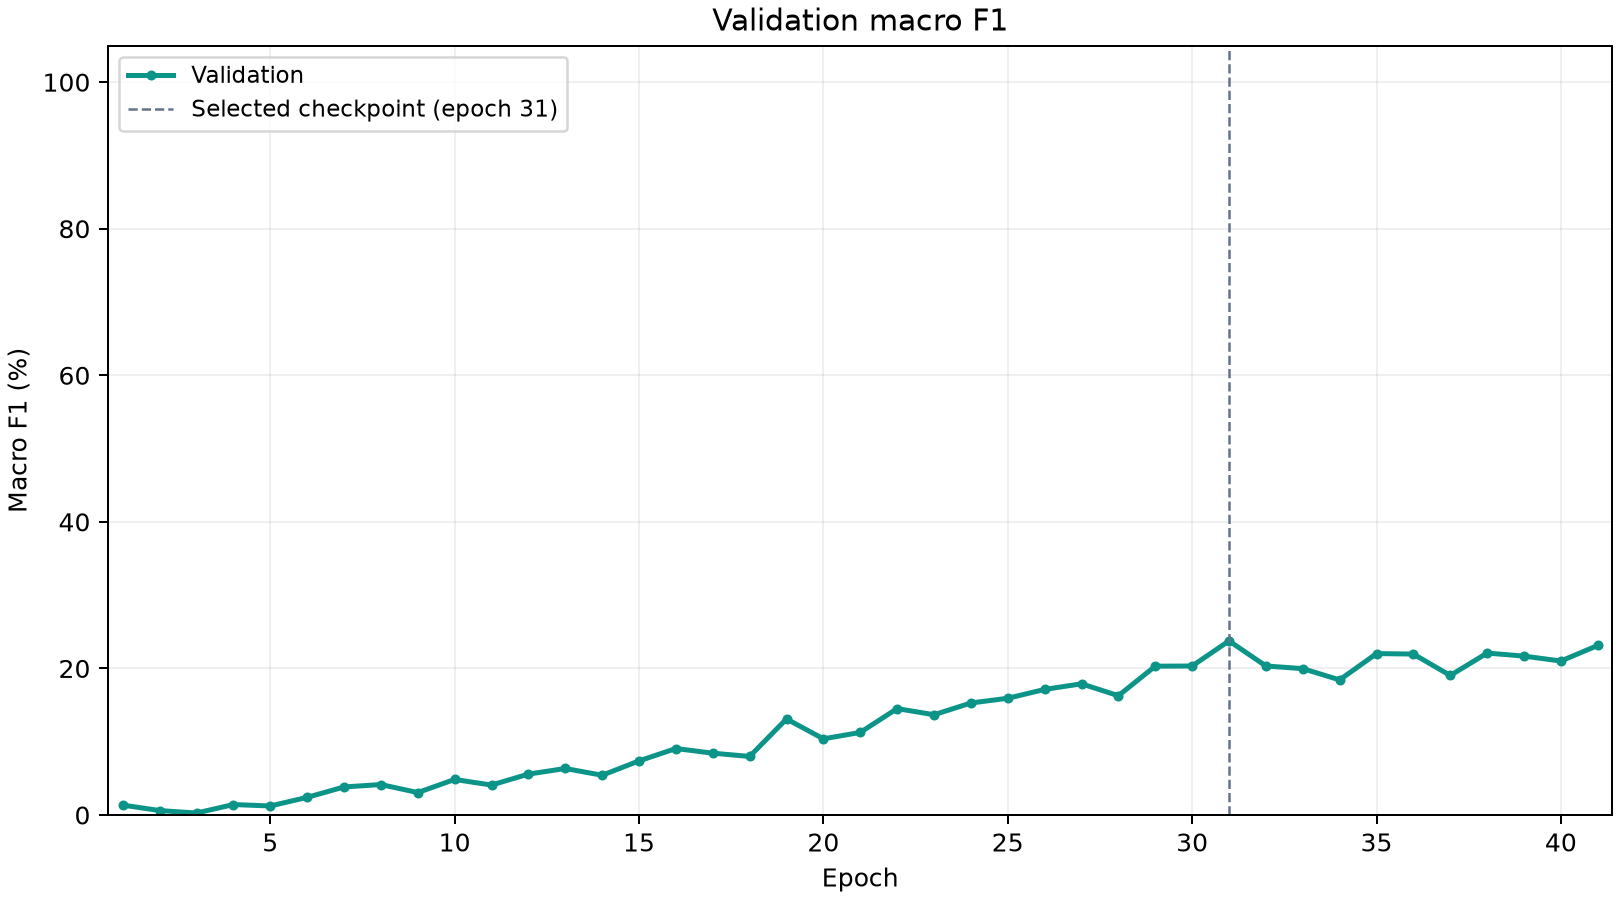 Validation macro F1
Validation
Selected checkpoint (epoch 31)
Macro F1 (%)
100
80
60
40
20
0
5 10 15 20 25 30 35 40
Epoch